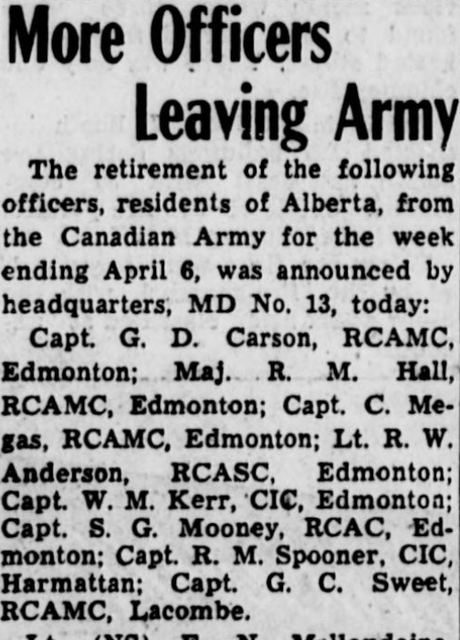 More Officers
Leaving Army
The retirement of the following
officers, residents of Alberta, from
the Canadian Army for the week
ending April 6, was announced by
headquarters, MD No. 13, today:
Capt. G. D. Carson, RCAMC,
Edmonton; Maj. R. M. Hall,
RCAMC, Edmonton; Capt. C. Me-
gas, RCAMC, Edmonton; Lt. R. W.
Anderson, RCASC, Edmonton;
Capt. W. M. Kerr, CIC, Edmonton;
Capt. S. G. Mooney, RCAC, Ed-
monton; Capt. R. M. Spooner, CIC,
Harmattan; Capt. G. C. Sweet,
RCAMC, Lacombe.
Lt. (NS) E. N.